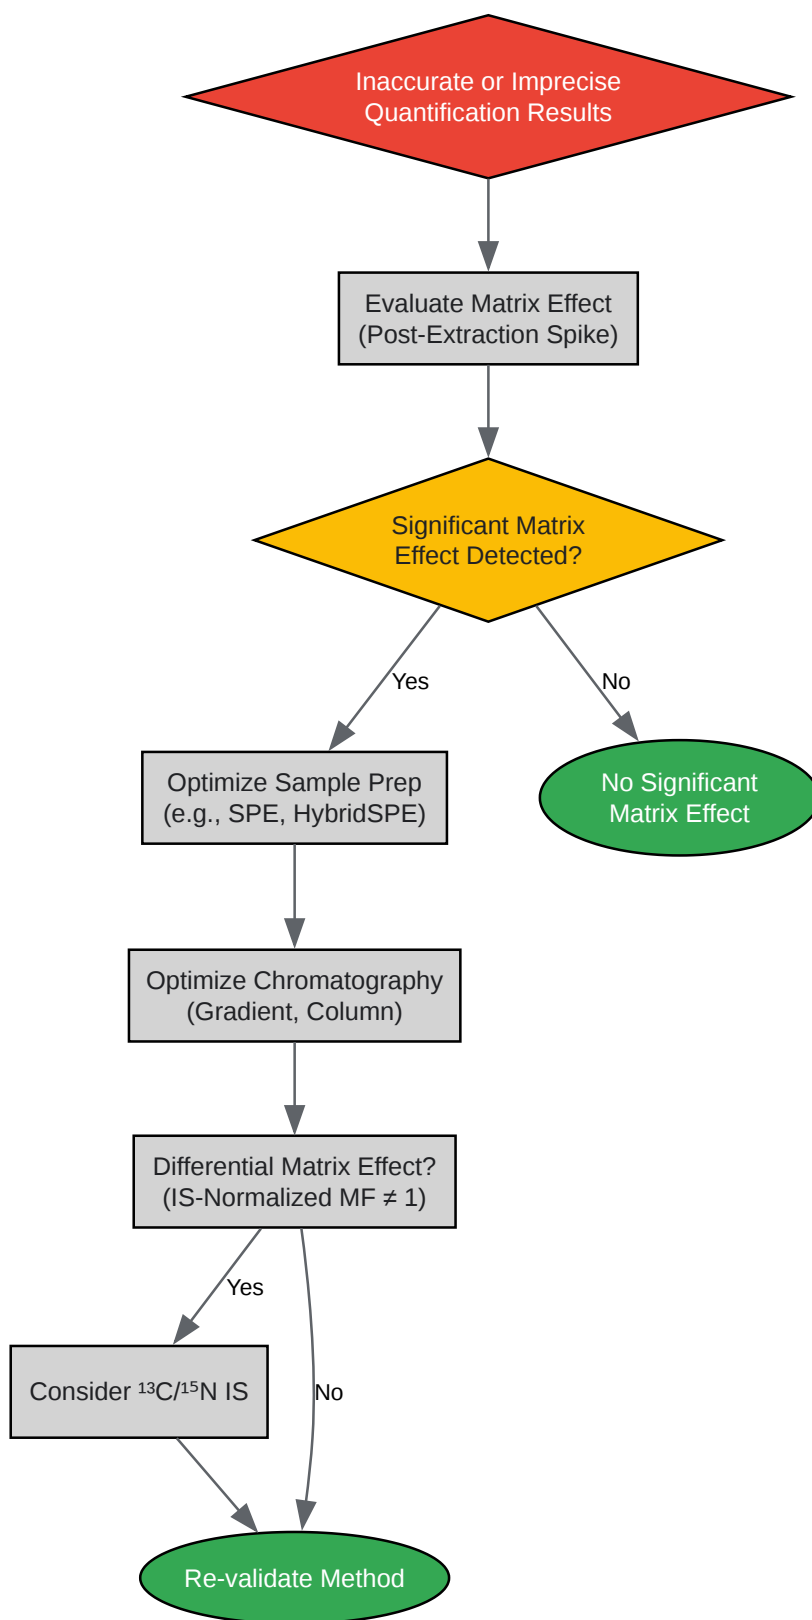 Inaccurate or Imprecise
Quantification Results
Evaluate Matrix Effect
(Post-Extraction Spike)
Significant Matrix
Effect Detected?
Yes
No
Optimize Sample Prep
(e.g., SPE, HybridSPE)
No Significant
Matrix Effect
Optimize Chromatography
(Gradient, Column)
Differential Matrix Effect?
(IS-Normalized MF ≠ 1)
Yes
Consider ¹³C/¹⁵N IS
No
Re-validate Method